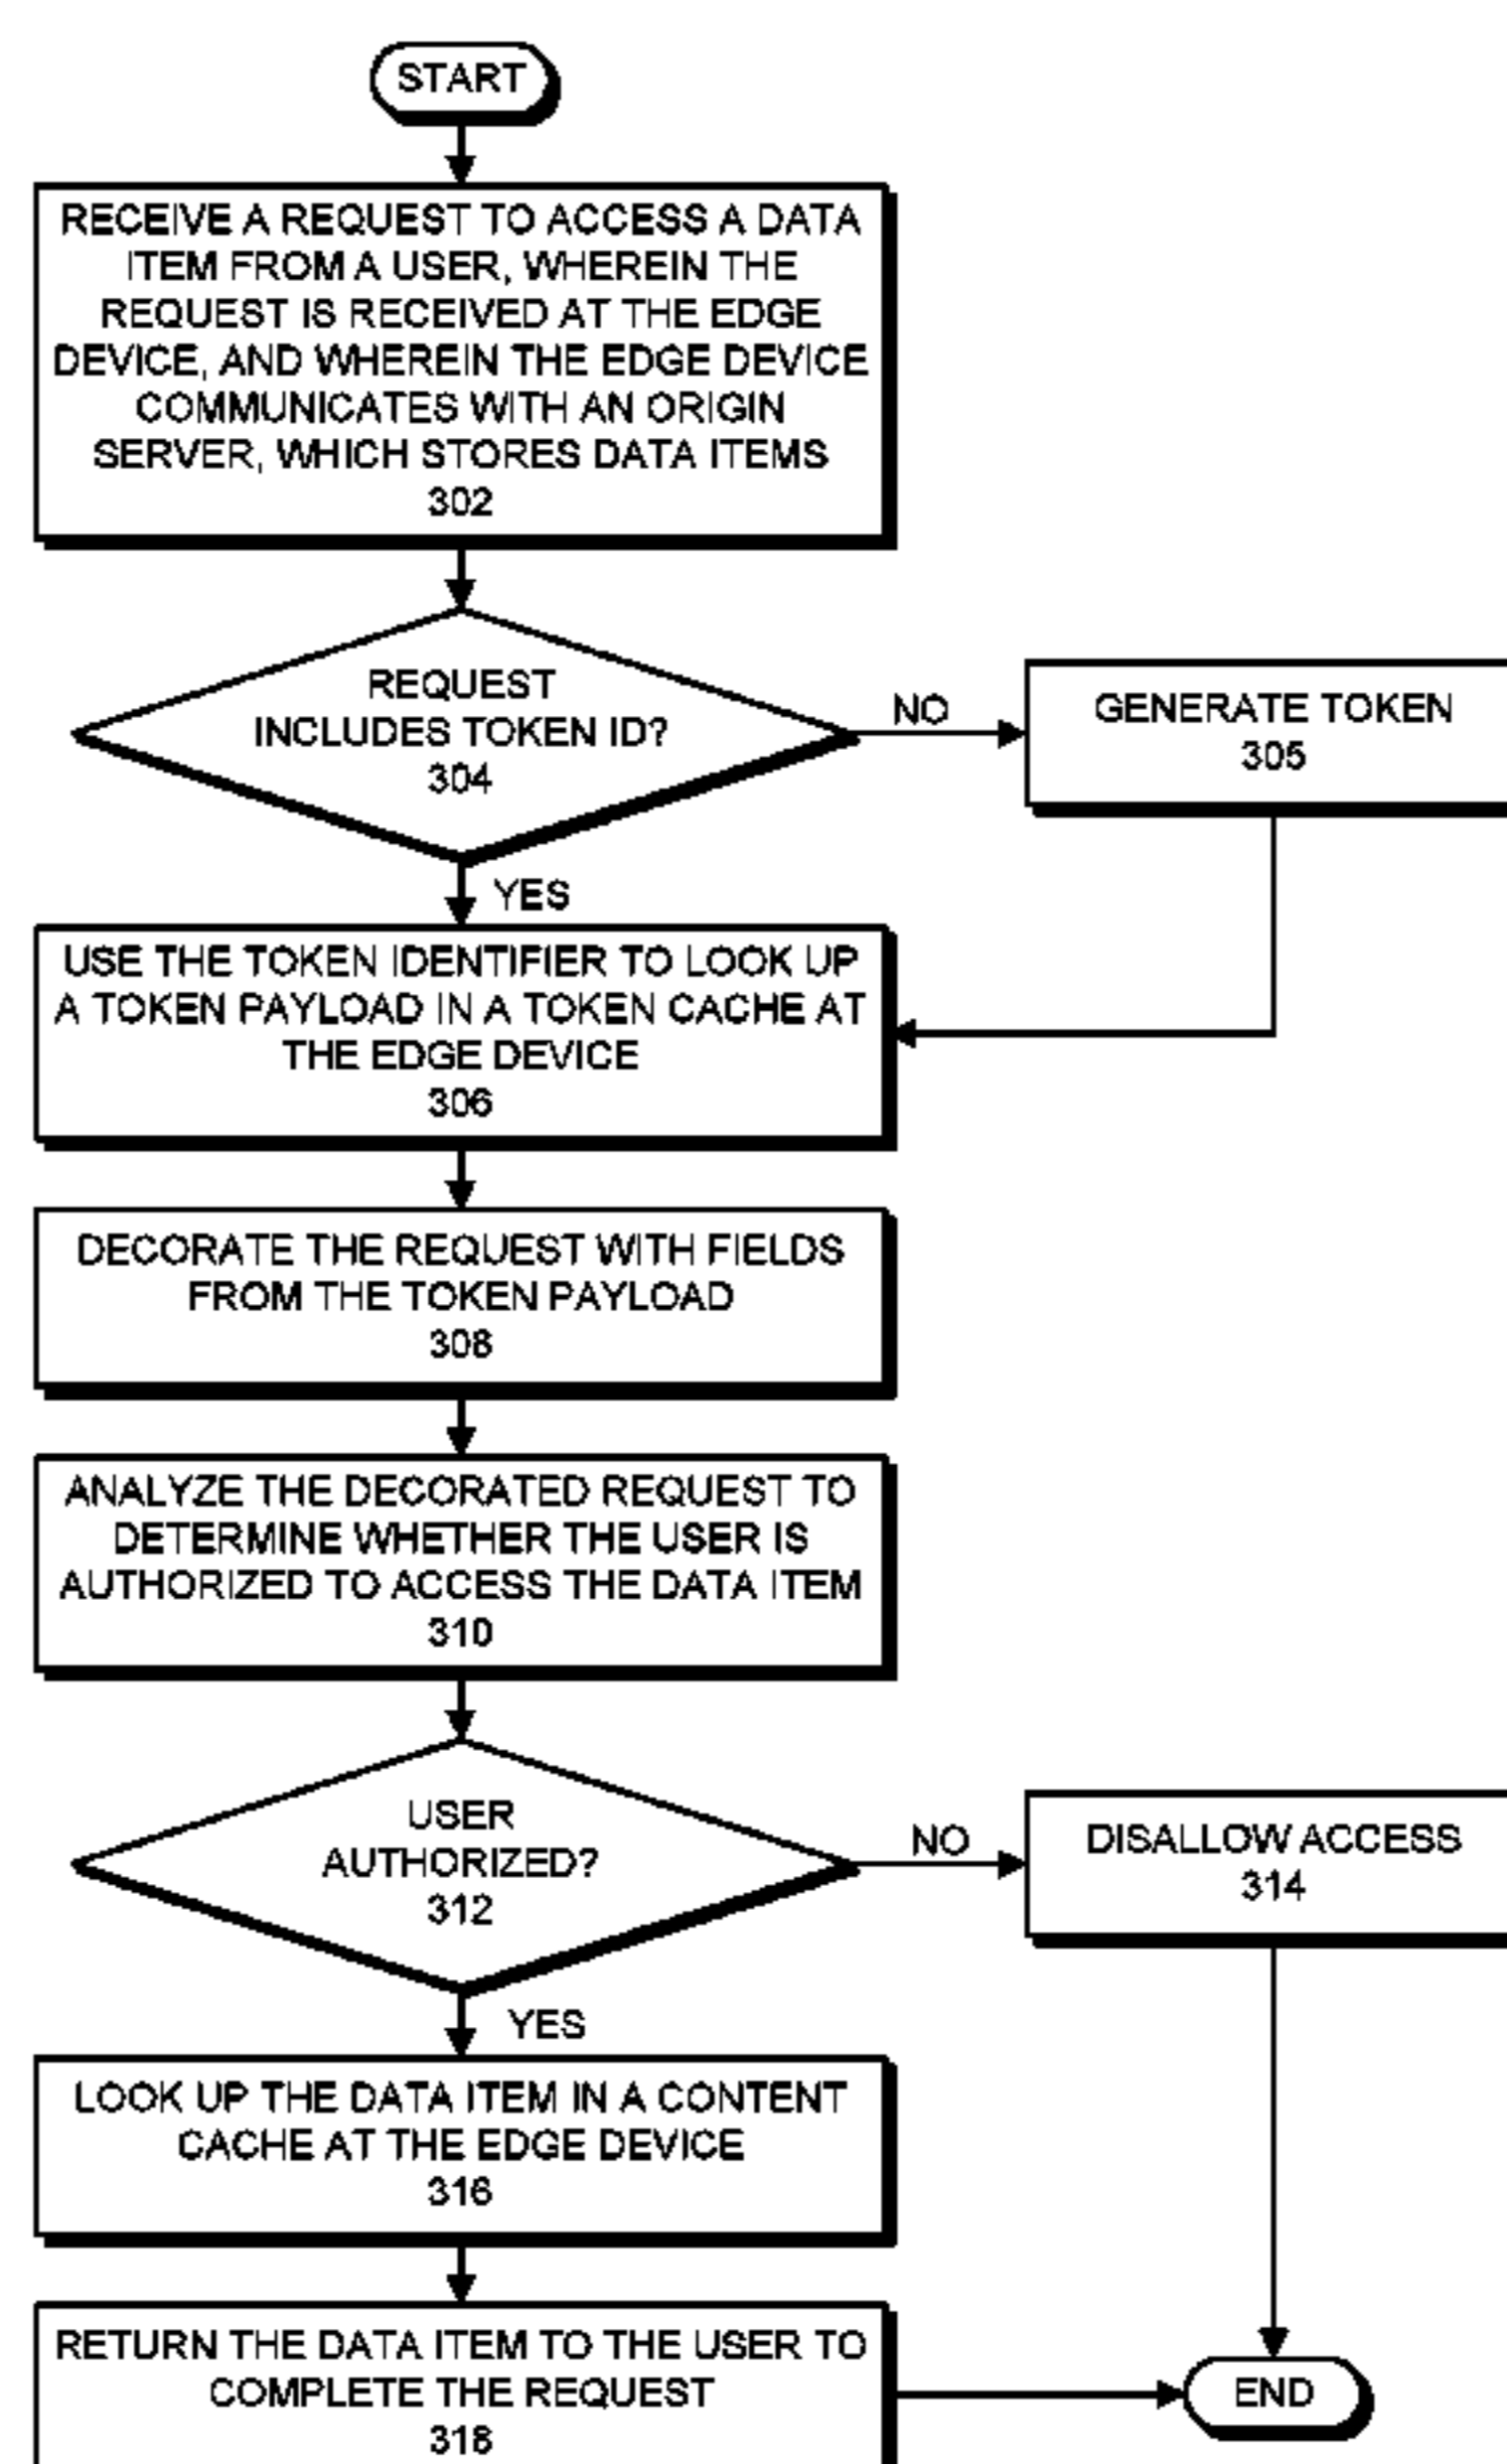 START
RECEIVE A REQUEST TO ACCESS A DATA
ITEM FROM A USER, WHEREIN THE
REQUEST IS RECEIVED AT THE EDGE
DEVICE, AND WHEREIN THE EDGE DEVICE
COMMUNICATES WITH AN ORIGIN
SERVER, WHICH STORES DATA ITEMS
302
REQUEST
INCLUDES TOKEN ID?
304
NO
GENERATE TOKEN
305
YES
USE THE TOKEN IDENTIFIER TO LOOK UP
A TOKEN PAYLOAD IN A TOKEN CACHE AT
THE EDGE DEVICE
306
DECORATE THE REQUEST WITH FIELDS
FROM THE TOKEN PAYLOAD
308
ANALYZE THE DECORATED REQUEST TO
DETERMINE WHETHER THE USER IS
AUTHORIZED TO ACCESS THE DATA ITEM
310
USER
AUTHORIZED?
312
NO
DISALLOW ACCESS
314
YES
LOOK UP THE DATA ITEM IN A CONTENT
CACHE AT THE EDGE DEVICE
316
RETURN THE DATA ITEM TO THE USER TO
COMPLETE THE REQUEST
318
END